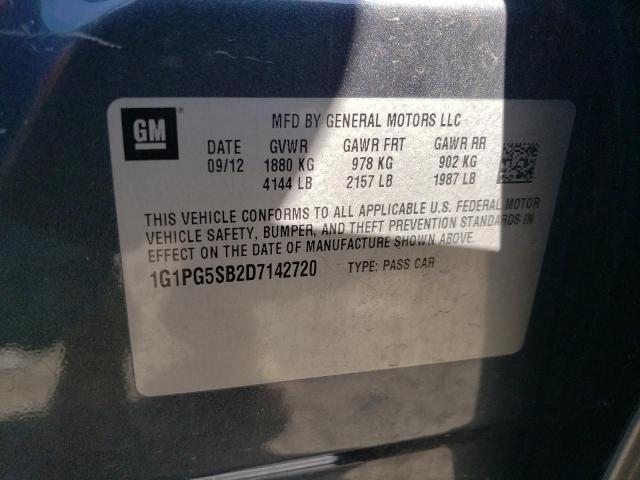 GM
MFD BY GENERAL MOTORS LLC
DATE GVWR GAWR FRT GAWR RR
09/12 1880 KG 978 KG 902 KG
4144 LB 2157 LB 1987 LB
THIS VEHICLE CONFORMS TO ALL APPLICABLE U.S. FEDERAL MOTOR
VEHICLE SAFETY, BUMPER, AND THEFT PREVENTION STANDARDS IN
EFFECT ON THE DATE OF MANUFACTURE SHOWN ABOVE.
1G1PG5SB2D7142720 TYPE: PASS CAR